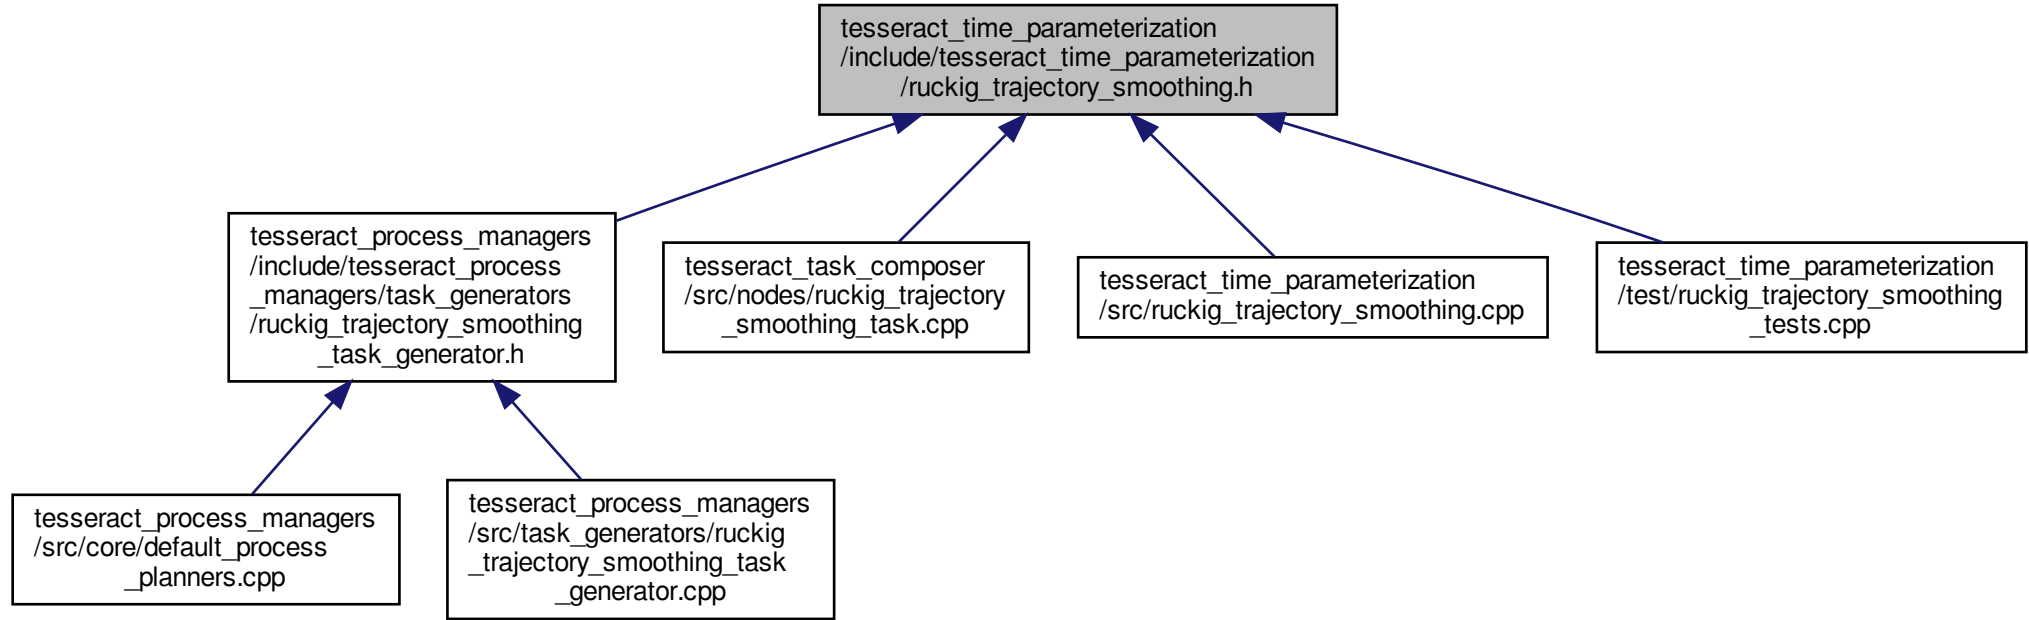 tesseract_time_parameterization
/include/tesseract_time_parameterization
/ruckig_trajectory_smoothing.h
tesseract_process_managers
/include/tesseract_process
_managers/task_generators
/ruckig_trajectory_smoothing
_task_generator.h
tesseract_task_composer
/src/nodes/ruckig_trajectory
_smoothing_task.cpp
tesseract_time_parameterization
/src/ruckig_trajectory_smoothing.cpp
tesseract_time_parameterization
/test/ruckig_trajectory_smoothing
_tests.cpp
tesseract_process_managers
/src/core/default_process
_planners.cpp
tesseract_process_managers
/src/task_generators/ruckig
_trajectory_smoothing_task
_generator.cpp